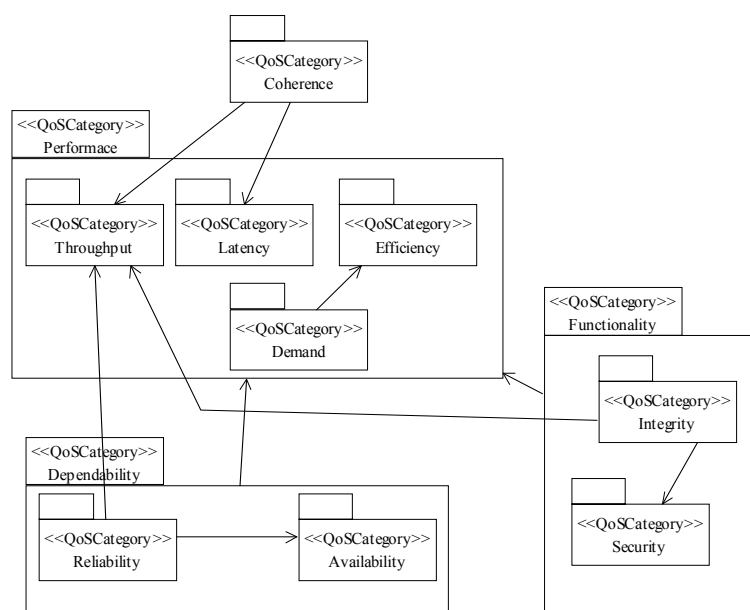 <<QoSCategory>>
Coherence
<<QoSCategory>>
Performace
<<QoSCategory>>
Throughput
<<QoSCategory>>
Latency
<<QoSCategory>>
Efficiency
<<QoSCategory>>
Demand
<<QoSCategory>>
Functionality
<<QoSCategory>>
Integrity
<<QoSCategory>>
Dependability
<<QoSCategory>>
Security
<<QoSCategory>>
Reliability
<<QoSCategory>>
Availability